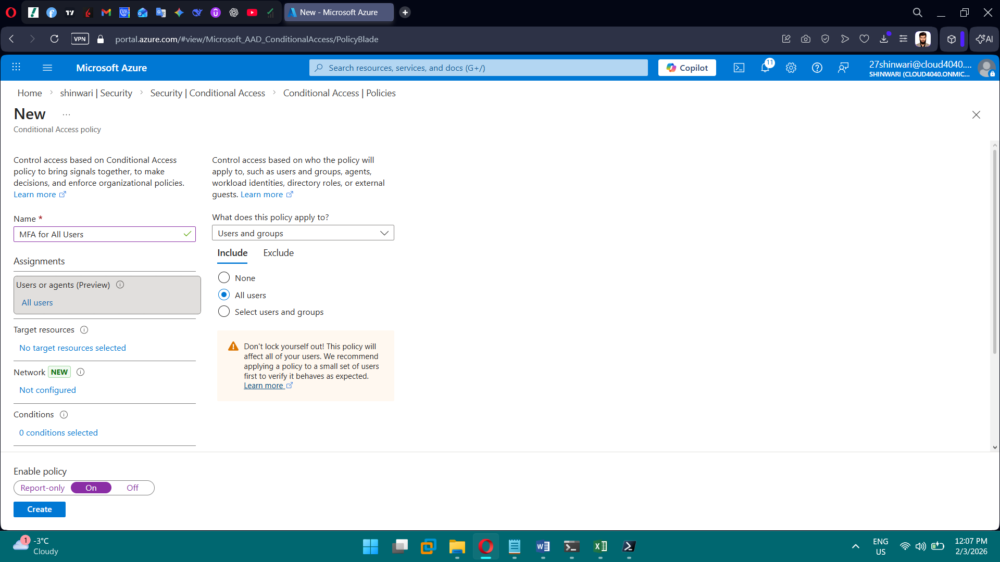 New - Microsoft Azure
VPN
portal.azure.com/#view/Microsoft_AAD_ConditionalAccess/PolicyBlade
AI
Microsoft Azure
Search resources, services, and docs (G+/)
Copilot
11
27shinwari@cloud4040....
SHINWARI (CLOUD4040.ONMIC...
Home
shinwari | Security
Security | Conditional Access
Conditional Access | Policies
New
...
Conditional Access policy
Control access based on Conditional Access
policy to bring signals together, to make
decisions, and enforce organizational policies.
Learn more
Name *
MFA for All Users
Assignments
Users or agents (Preview)
All users
Target resources
No target resources selected
Network NEW
Not configured
Conditions
0 conditions selected
Control access based on who the policy will
apply to, such as users and groups, agents,
workload identities, directory roles, or external
guests. Learn more
What does this policy apply to?
Users and groups
Include
Exclude
None
All users
Select users and groups
Don't lock yourself out! This policy will
affect all of your users. We recommend
applying a policy to a small set of users
first to verify it behaves as expected.
Learn more
Enable policy
Report-only
On
Off
Create
1
-3°C
Cloudy
ENG
US
12:07 PM
2/3/2026